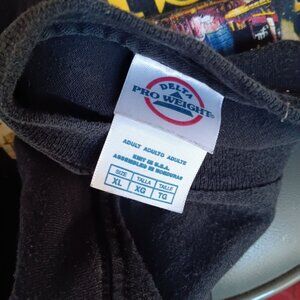 DELTA
PRO WEIGHT
ADULT ADULTO ADULTE
KNIT IN U.S.A.
ASSEMBLED IN HONDURAS
SIZE TALLA TAILLE
XL XG TG